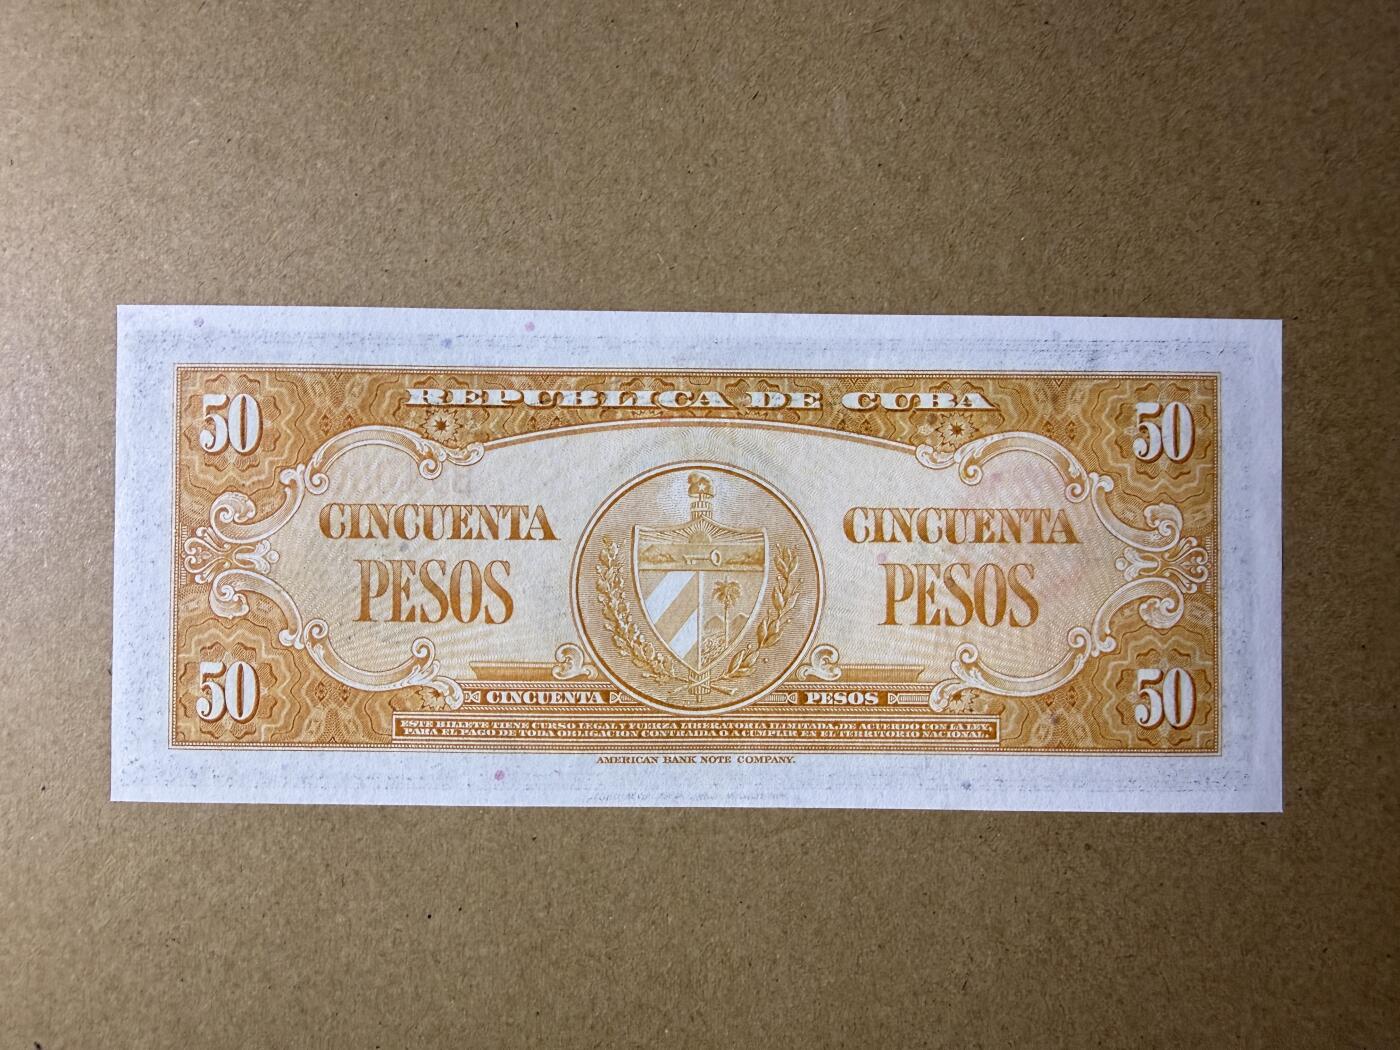 REPUBLICA DE CUBA
50 50
CINCUENTA CINCUENTA
PESOS PESOS
50 50
CINCUENTA PESOS
ESTE BILLETE TIENE CURSO LEGAL Y FUERZA LIBERATORIA ILIMITADA, DE ACUERDO CON LA LEY,
PARA EL PAGO DE TODA OBLIGACION CONTRAIDA O A CUMPLIR EN EL TERRITORIO NACIONAL.
AMERICAN BANK NOTE COMPANY.